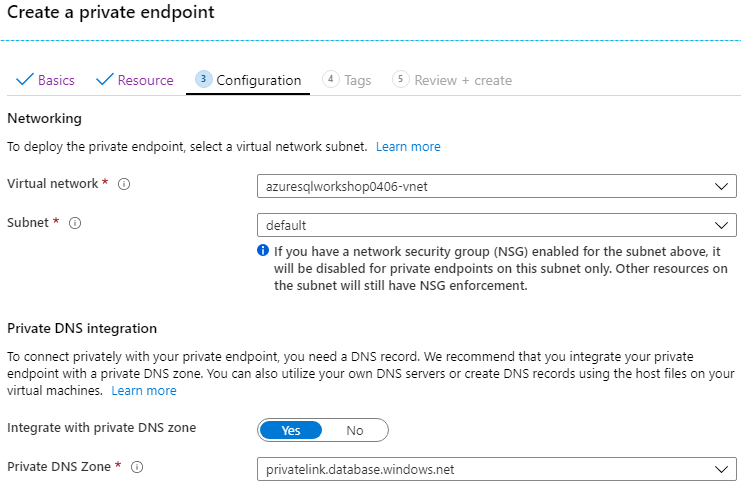 Create a private endpoint
Basics Resource 3 Configuration 4 Tags 5 Review + create
Networking
To deploy the private endpoint, select a virtual network subnet. Learn more
Virtual network * azuresqlworkshop0406-vnet
Subnet * default
If you have a network security group (NSG) enabled for the subnet above, it
will be disabled for private endpoints on this subnet only. Other resources on
the subnet will still have NSG enforcement.
Private DNS integration
To connect privately with your private endpoint, you need a DNS record. We recommend that you integrate your private
endpoint with a private DNS zone. You can also utilize your own DNS servers or create DNS records using the host files on your
virtual machines. Learn more
Integrate with private DNS zone Yes No
Private DNS Zone * privatelink.database.windows.net